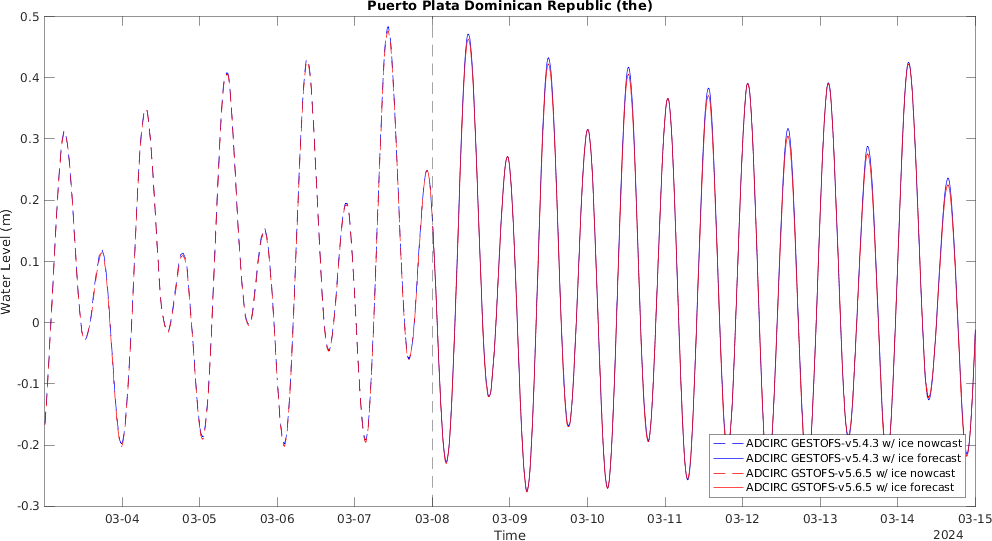 Puerto Plata Dominican Republic (the)
0.5
0.4
0.3
0.2
0.1
0
-0.1
-0.2
-0.3
Water Level (m)
ADCIRC GESTOFS-v5.4.3 w/ ice nowcast
ADCIRC GESTOFS-v5.4.3 w/ ice forecast
ADCIRC GSTOFS-v5.6.5 w/ ice nowcast
ADCIRC GSTOFS-v5.6.5 w/ ice forecast
03-04 03-05 03-06 03-07 03-08 03-09 03-10 03-11 03-12 03-13 03-14 03-15
Time
2024